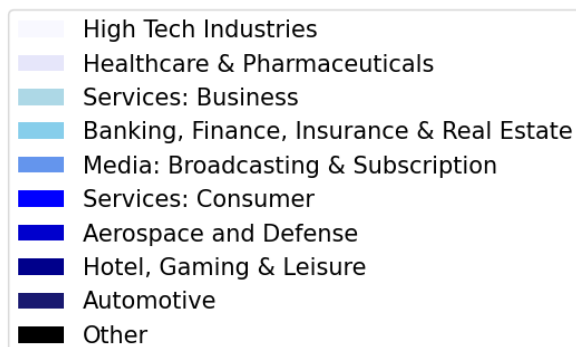 High Tech Industries
Healthcare & Pharmaceuticals
Services: Business
Banking, Finance, Insurance & Real Estate
Media: Broadcasting & Subscription
Services: Consumer
Aerospace and Defense
Hotel, Gaming & Leisure
Automotive
Other